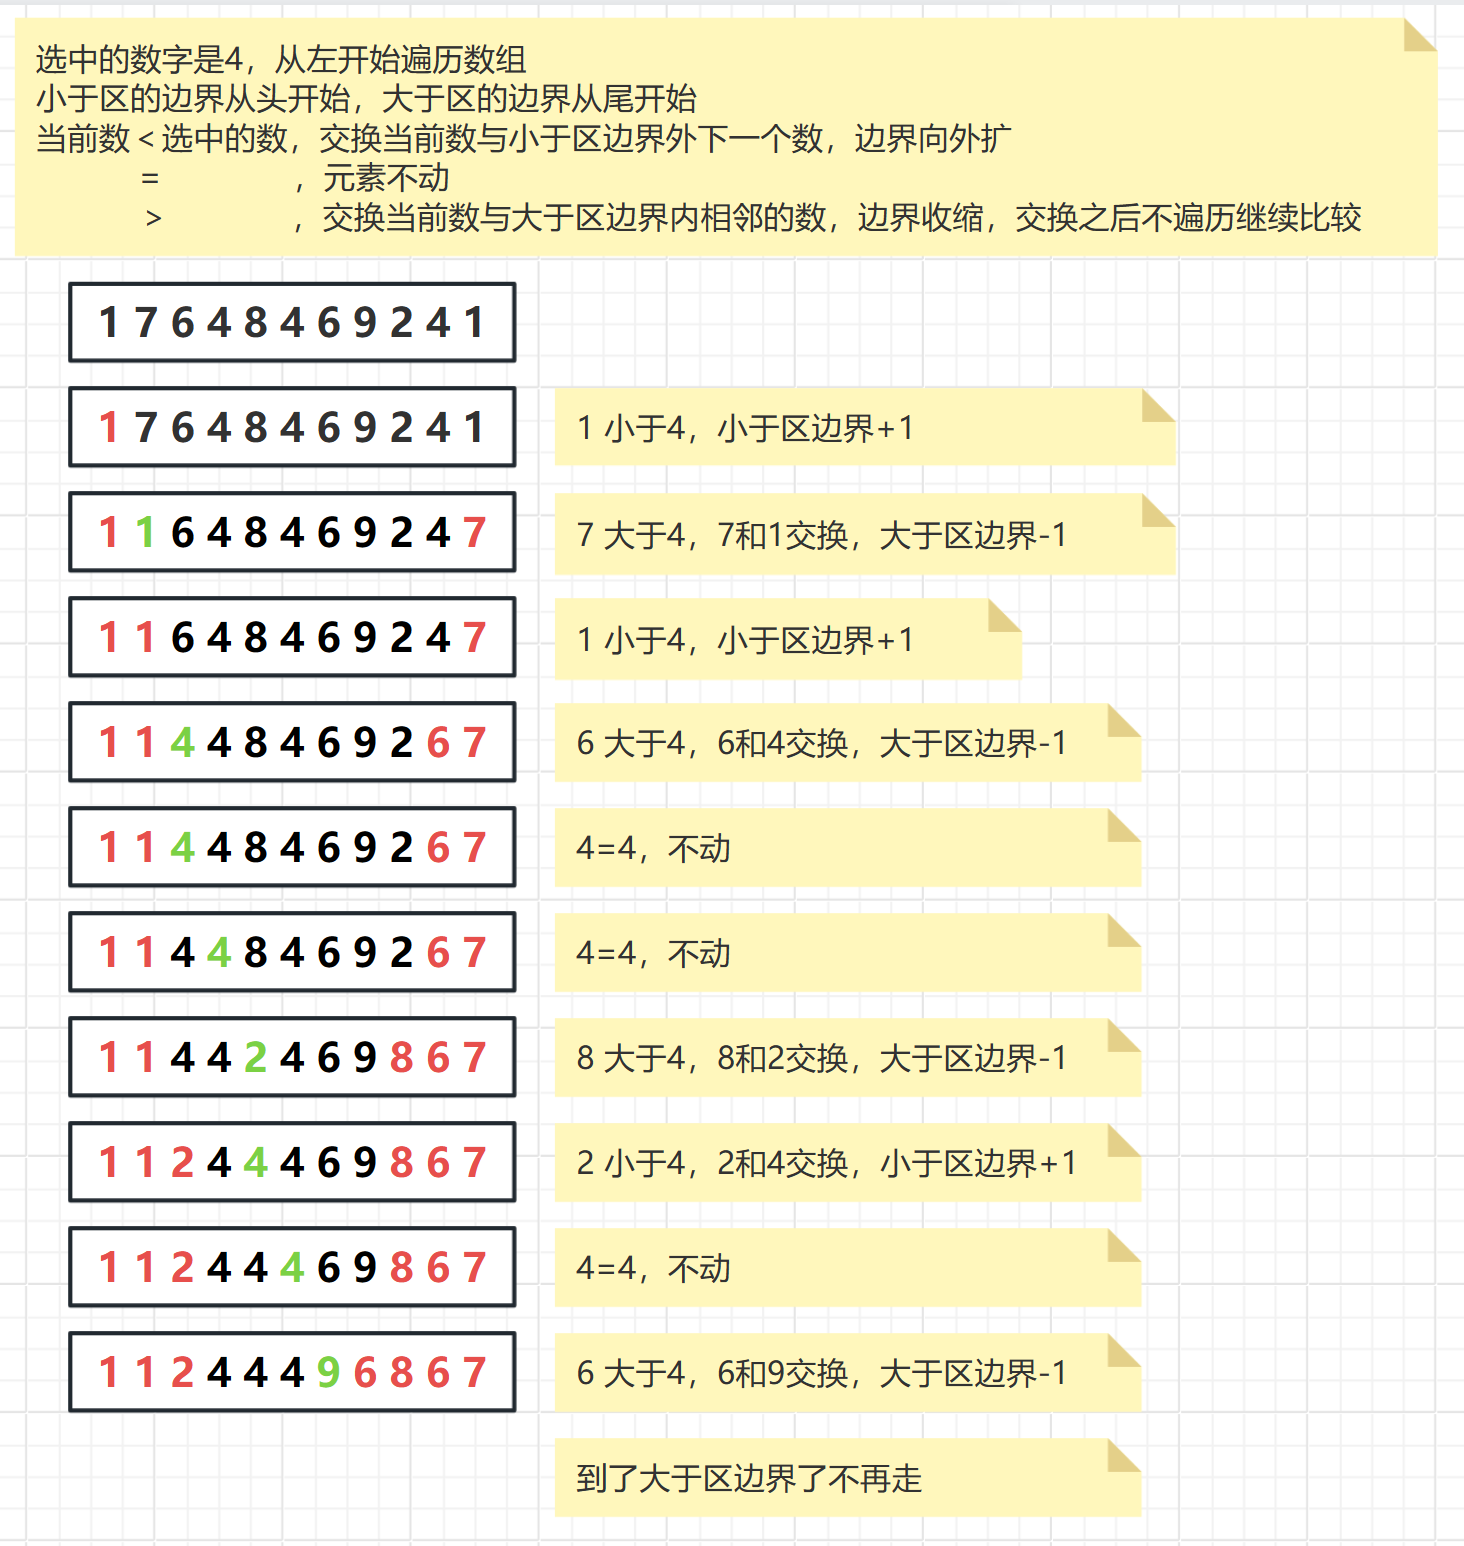 选中的数字是4，从左开始遍历数组
小于区的边界从头开始，大于区的边界从尾开始
当前数 < 选中的数，交换当前数与小于区边界外下一个数，边界向外扩
= ，元素不动
> ，交换当前数与大于区边界内相邻的数，边界收缩，交换之后不遍历继续比较
1 7 6 4 8 4 6 9 2 4 1
1 7 6 4 8 4 6 9 2 4 1
1 小于4，小于区边界+1
1 1 6 4 8 4 6 9 2 4 7
7 大于4，7和1交换，大于区边界-1
1 1 6 4 8 4 6 9 2 4 7
1 小于4，小于区边界+1
1 1 4 4 8 4 6 9 2 6 7
6 大于4，6和4交换，大于区边界-1
1 1 4 4 8 4 6 9 2 6 7
4=4，不动
1 1 4 4 8 4 6 9 2 6 7
4=4，不动
1 1 4 4 2 4 6 9 8 6 7
8 大于4，8和2交换，大于区边界-1
1 1 2 4 4 4 6 9 8 6 7
2 小于4，2和4交换，小于区边界+1
1 1 2 4 4 4 6 9 8 6 7
4=4，不动
1 1 2 4 4 4 9 6 8 6 7
6 大于4，6和9交换，大于区边界-1
到了大于区边界了不再走